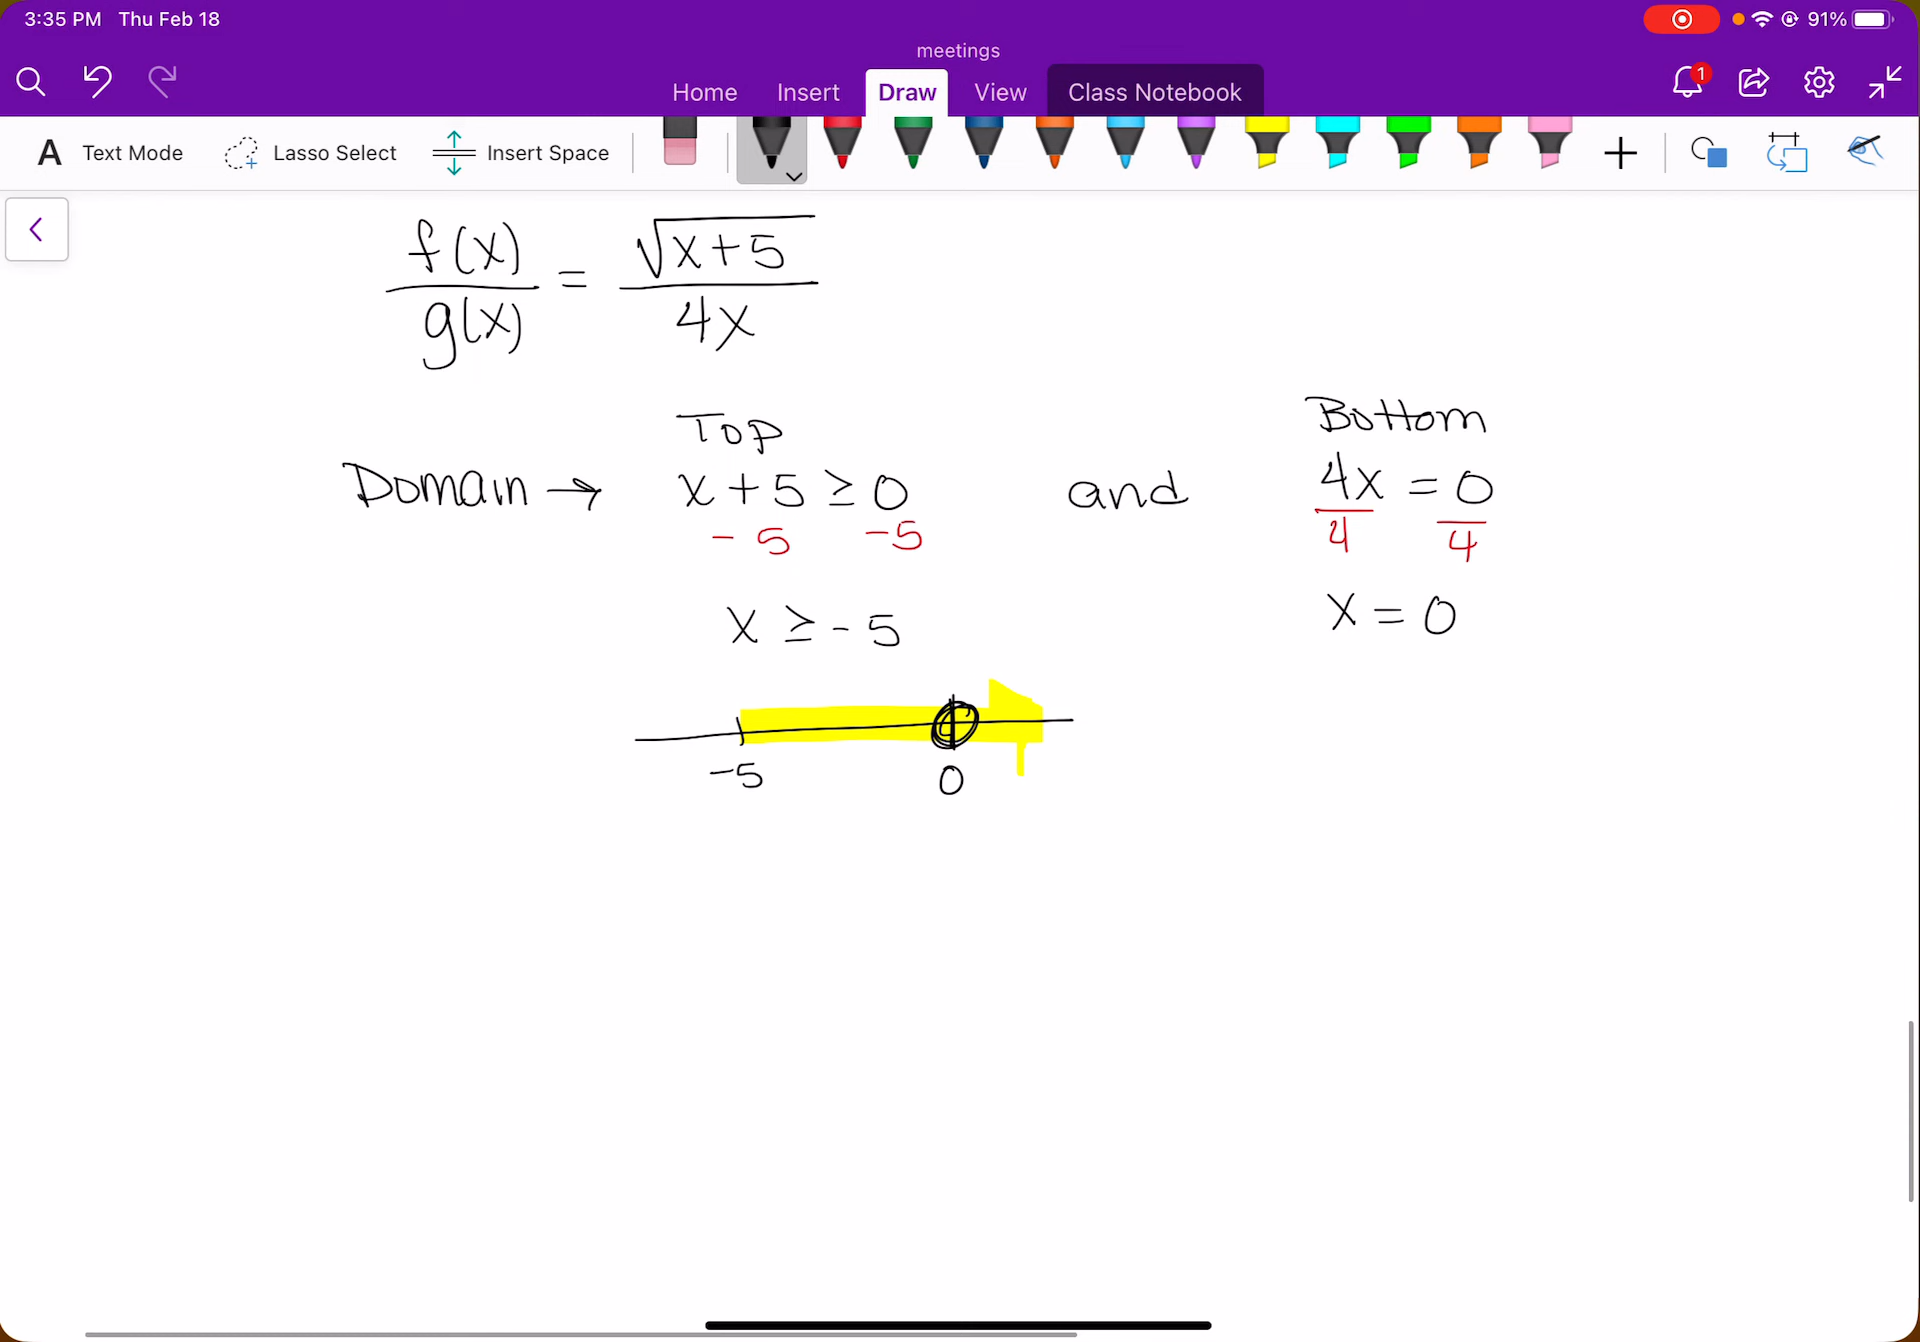 3:35 PM Thu Feb 18
91%
meetings
1
Home Insert Draw View Class Notebook
A Text Mode Lasso Select Insert Space
f(x)/g(x) = √(x+5)/4x
Top
Bottom
Domain → x + 5 ≥ 0 and 4x = 0
- 5 -5 4 4
x ≥ - 5 x = 0
-5 0